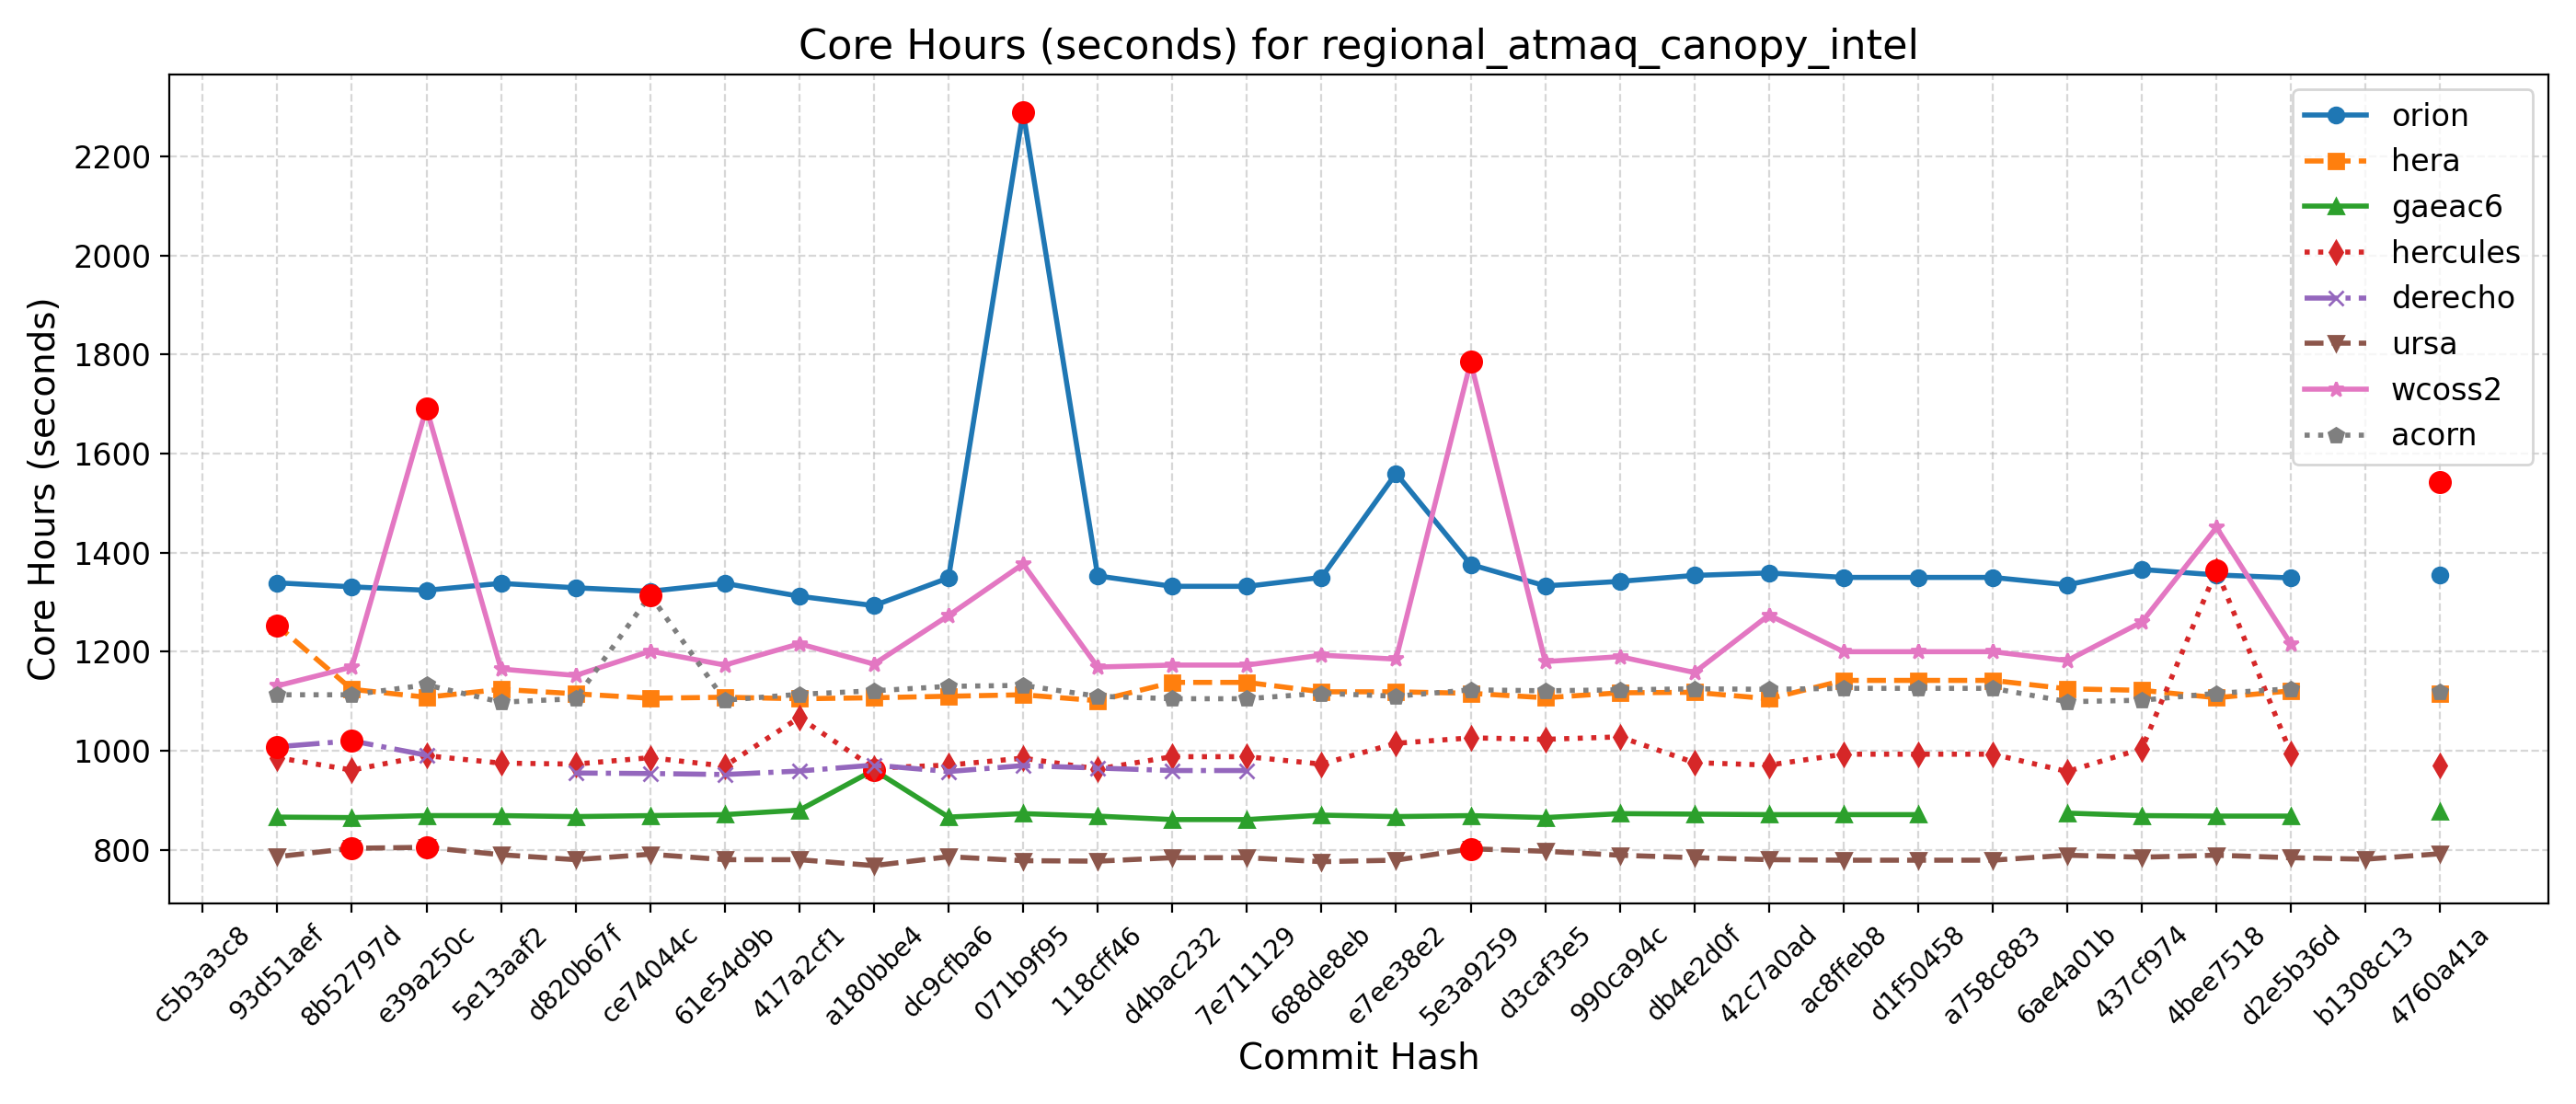 Core Hours (seconds) for regional_atmaq_canopy_intel
Core Hours (seconds)
2200
2000
1800
1600
1400
1200
1000
800
orion
hera
gaeac6
hercules
derecho
ursa
wcoss2
acorn
c5b3a3c8
93d51aef
8b52797d
e39a250c
5e13aaf2
d820b67f
ce74044c
61e54d9b
417a2cf1
a180bbe4
dc9cfba6
071b9f95
118cff46
d4bac232
7e711129
688de8eb
e7ee38e2
5e3a9259
d3caf3e5
990ca94c
db4e2d0f
42c7a0ad
ac8ffeb8
d1f50458
a758c883
6ae4a01b
437cf974
4bee7518
d2e5b36d
b1308c13
4760a41a
Commit Hash